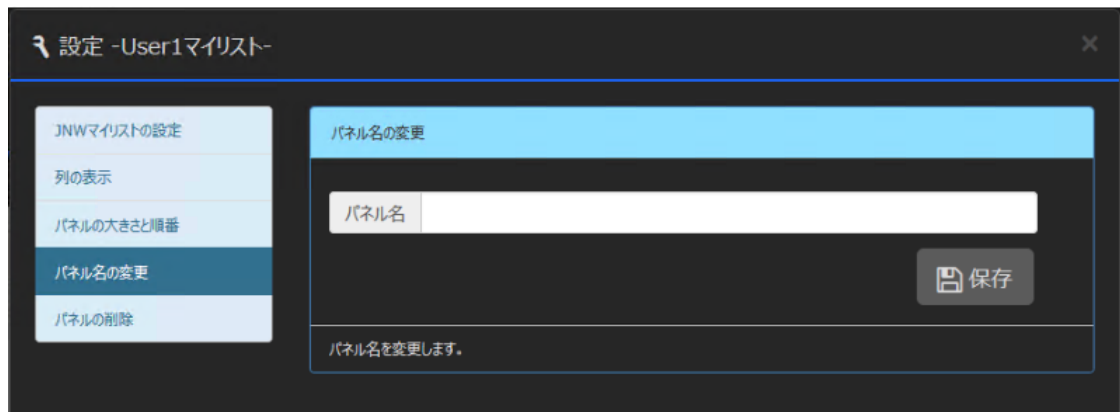 設定 -User1マイリスト-
×
JNWマイリストの設定
列の表示
パネルの大きさと順番
パネル名の変更
パネルの削除
パネル名の変更
パネル名
保存
パネル名を変更します。